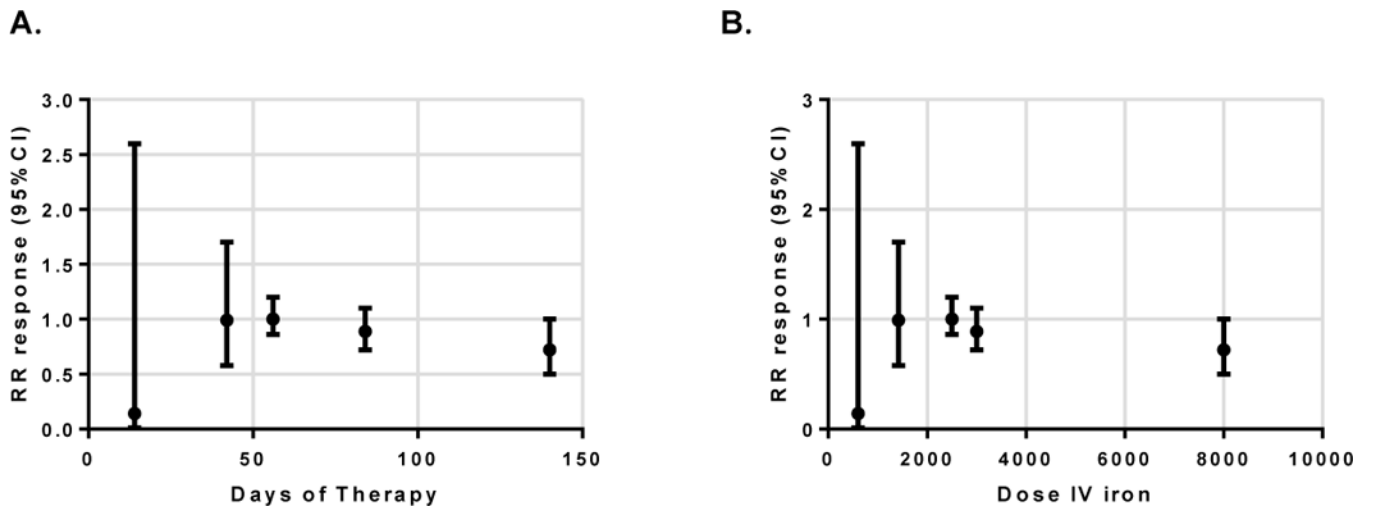 A.
RR response (95%CI)
3.0
2.5
2.0
1.5
1.0
0.5
0.0
0 50 100 150
Days of Therapy
B.
RR response (95%CI)
3
2
1
0
0 2000 4000 6000 8000 10000
Dose IV iron